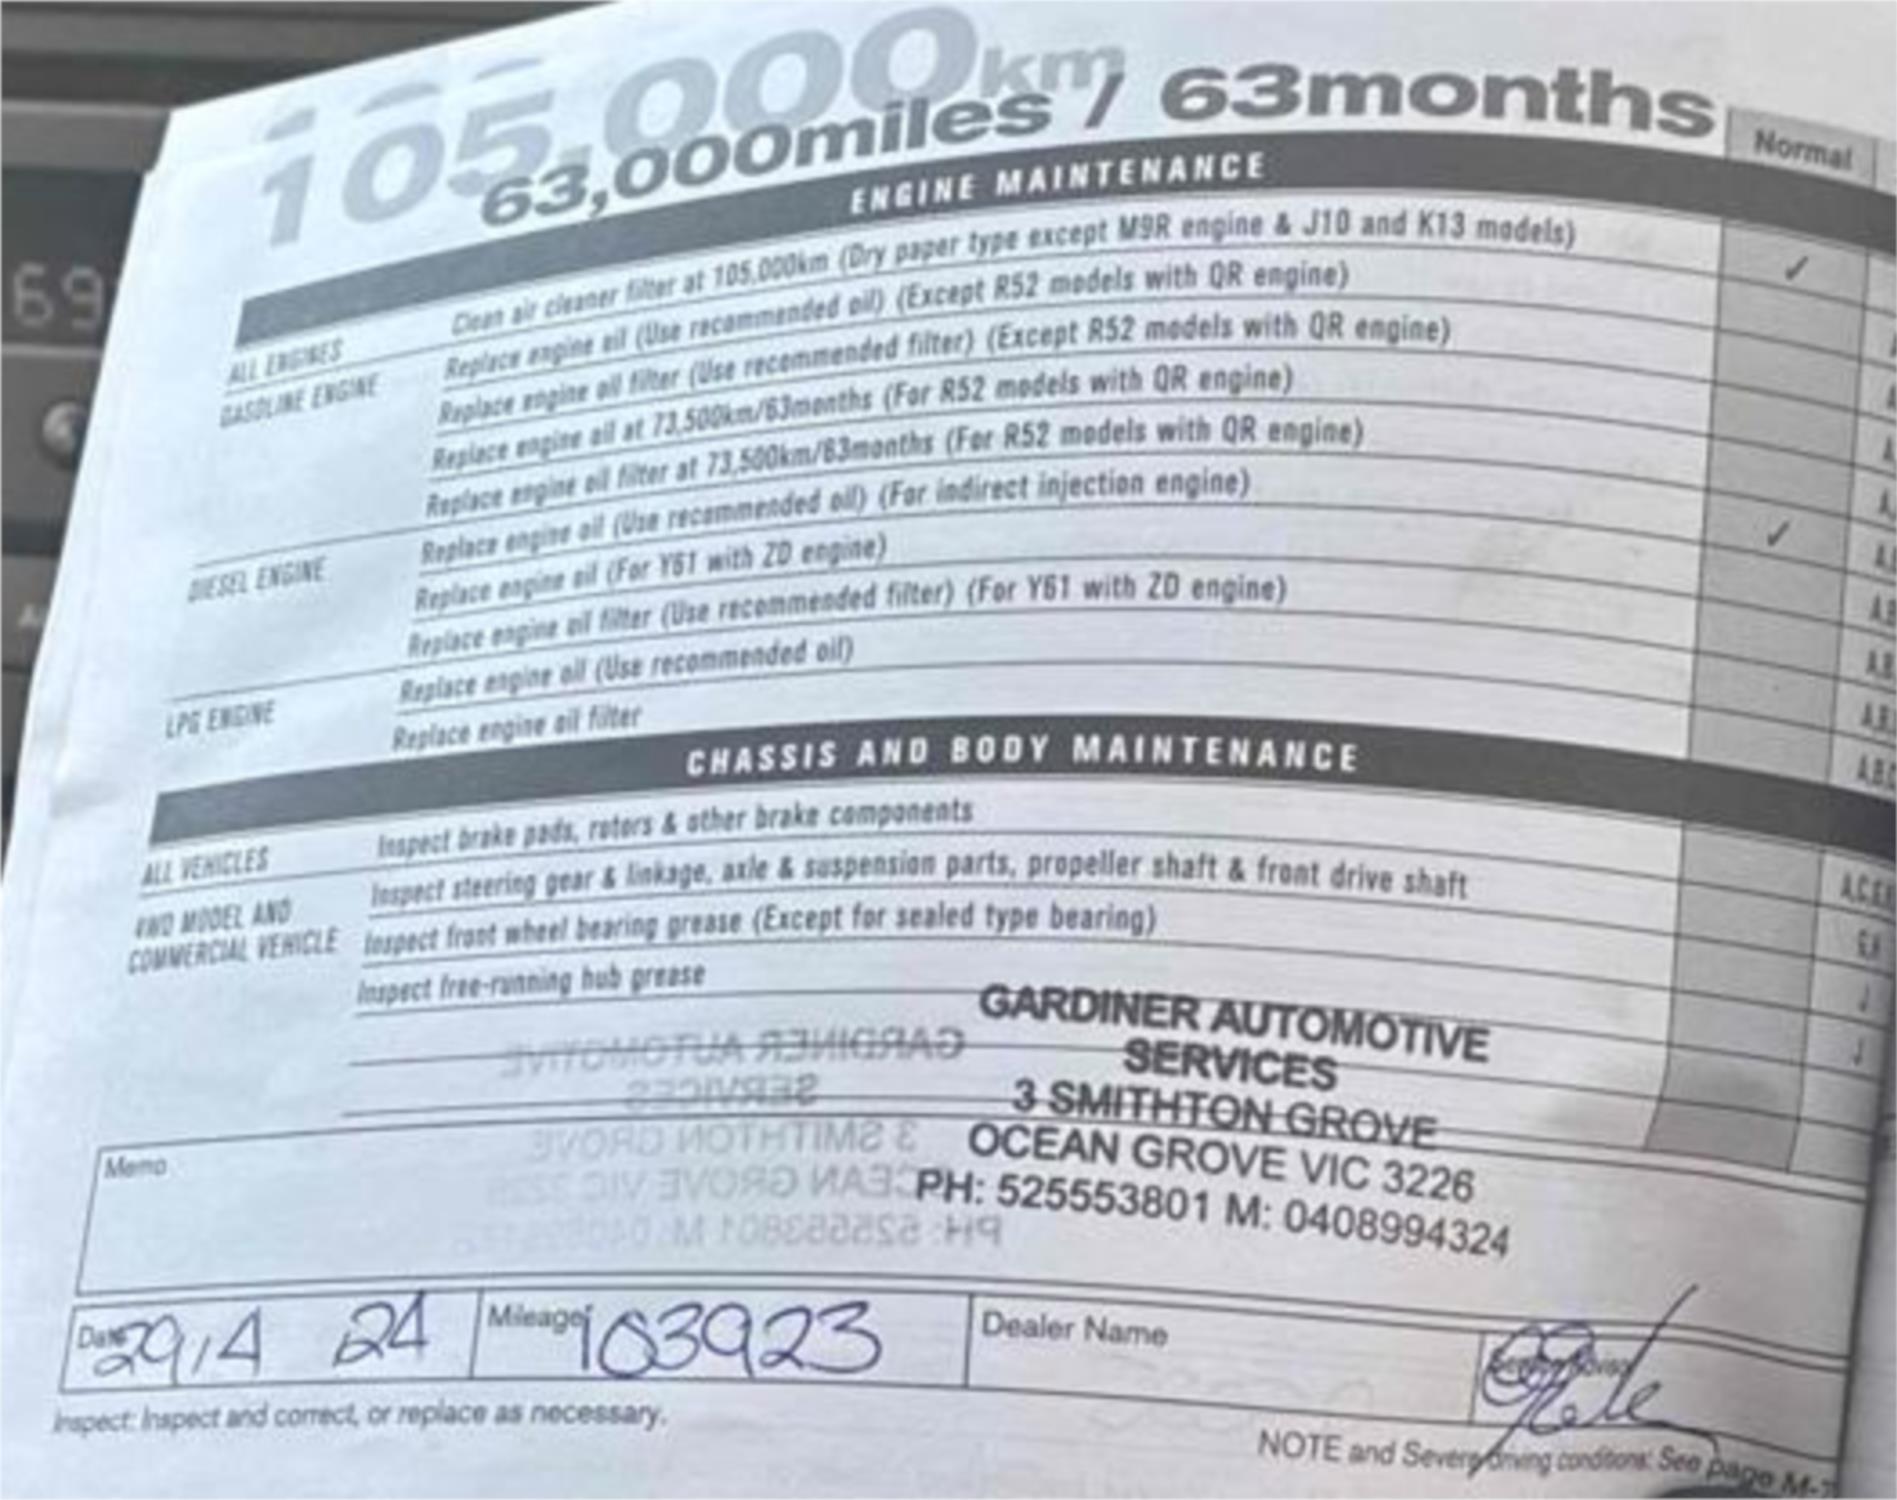 105,000km
63,000miles / 63months
Normal
69
ENGINE MAINTENANCE
ALL ENGINES
Clean air cleaner filter at 105,000km (Dry paper type except M9R engine & J10 and K13 models) ✓
GASOLINE ENGINE
Replace engine oil (Use recommended oil) (Except R52 models with QR engine)
Replace engine oil filter (Use recommended filter) (Except R52 models with QR engine)
Replace engine oil at 73,500km/63months (For R52 models with QR engine)
Replace engine oil filter at 73,500km/63months (For R52 models with QR engine)
DIESEL ENGINE
Replace engine oil (Use recommended oil) (For indirect injection engine)
Replace engine oil (For Y61 with ZD engine) ✓
Replace engine oil filter (Use recommended filter) (For Y61 with ZD engine)
LPG ENGINE
Replace engine oil (Use recommended oil)
Replace engine oil filter
CHASSIS AND BODY MAINTENANCE
ALL VEHICLES
Inspect brake pads, rotors & other brake components
4WD MODEL AND
COMMERCIAL VEHICLE
Inspect steering gear & linkage, axle & suspension parts, propeller shaft & front drive shaft
Inspect front wheel bearing grease (Except for sealed type bearing)
Inspect free-running hub grease
GARDINER AUTOMOTIVE
SERVICES
3 SMITHTON GROVE
OCEAN GROVE VIC 3226
PH: 525553801 M: 0408994324
Memo
Date 29/4 24
Mileage 103923
Dealer Name
Inspect: Inspect and correct, or replace as necessary.
NOTE and Severe driving conditions: See page M-7